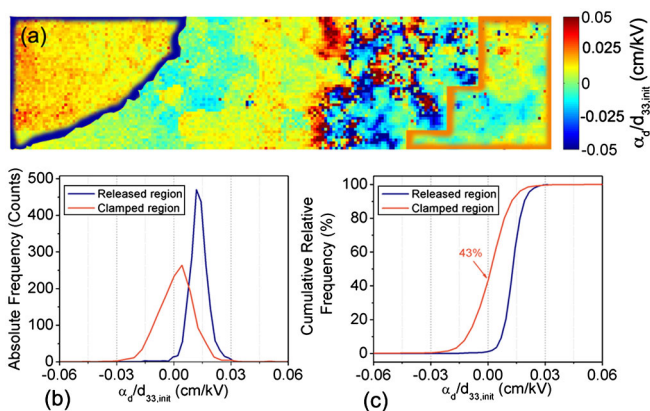 (a)
0.05
0.025
0
-0.025
-0.05
α_d/d_33,init (cm/kV)
Absolute Frequency (Counts)
500
400
300
200
100
0
Released region
Clamped region
-0.06 -0.03 0.00 0.03 0.06
α_d/d_33,init (cm/kV)
(b)
Cumulative Relative
Frequency (%)
100
80
60
40
20
0
Released region
Clamped region
43%
-0.06 -0.03 0.00 0.03 0.06
α_d/d_33,init (cm/kV)
(c)